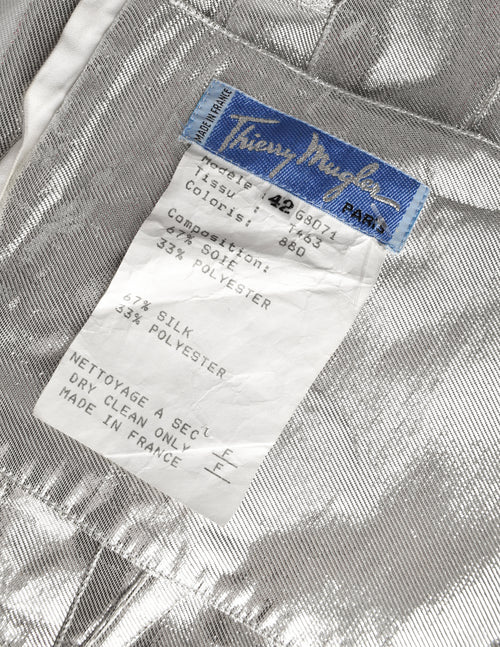 MADE IN FRANCE
Thierry Mugler
PARIS
Modele 42 G8071
Tissu : 1463
Coloris: 880
Composition:
67% SOIE
33% POLYESTER
67% SILK
33% POLYESTER
NETTOYAGE A SEC F
DRY CLEAN ONLY F
MADE IN FRANCE